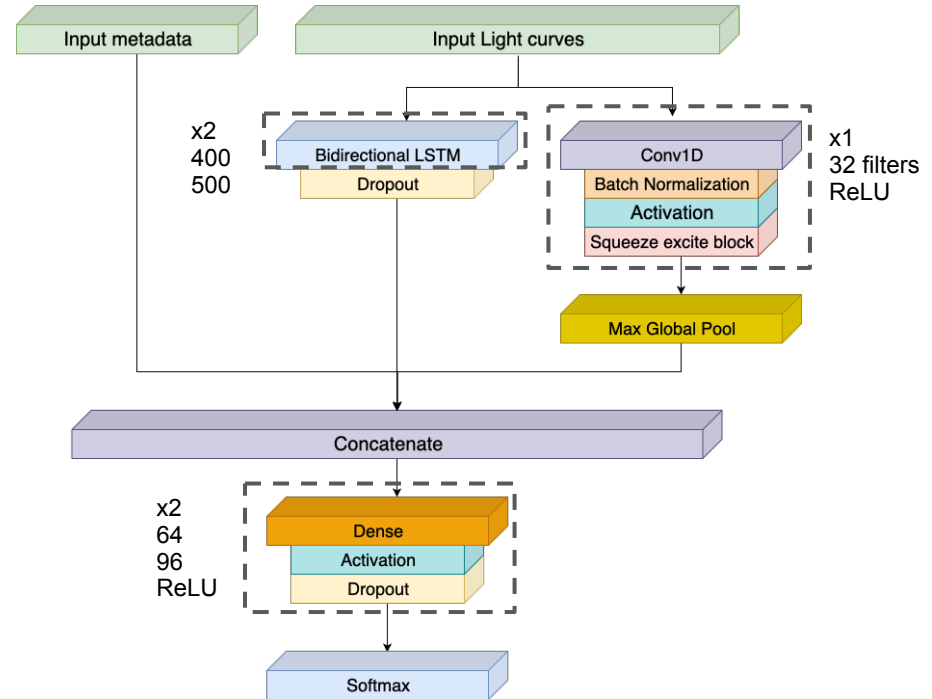 Input metadata
Input Light curves
x2
400
500
Bidirectional LSTM
Dropout
Conv1D
Batch Normalization
Activation
Squeeze excite block
x1
32 filters
ReLU
Max Global Pool
Concatenate
x2
64
96
ReLU
Dense
Activation
Dropout
Softmax